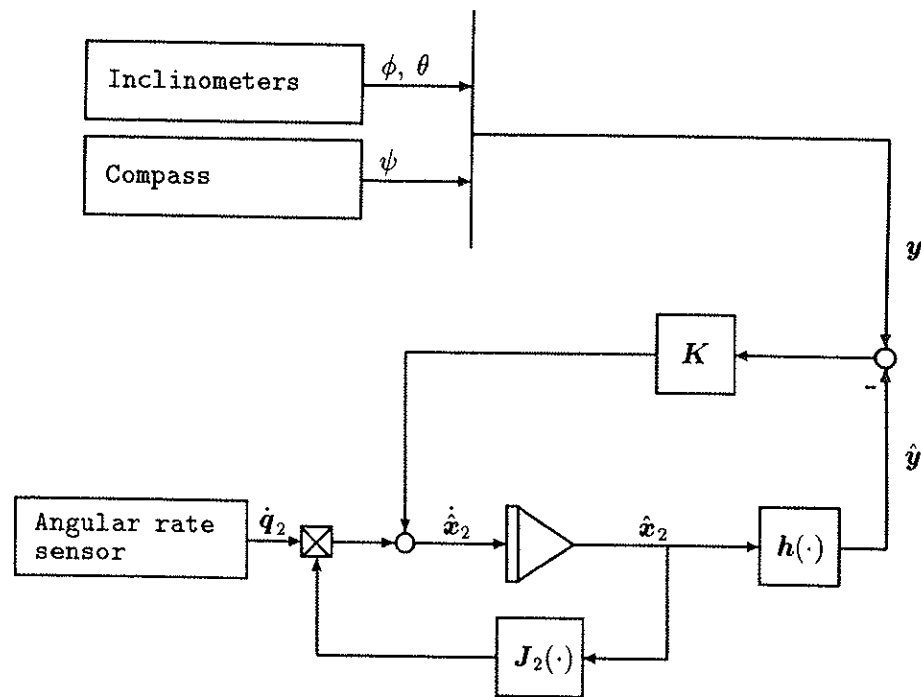 Inclinometers
ϕ, θ
Compass
ψ
y
K
-
ŷ
Angular rate
sensor
q̇₂
x̂̇₂
x̂₂
h(·)
J₂(·)